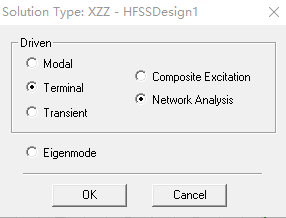 Solution Type: XZZ - HFSSDesign1
Driven
Modal
Composite Excitation
Terminal
Network Analysis
Transient
Eigenmode
OK
Cancel